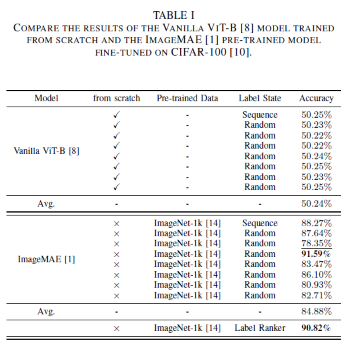 TABLE I
COMPARE THE RESULTS OF THE VANILLA VIT-B [8] MODEL TRAINED
FROM SCRATCH AND THE IMAGEMAE [1] PRE-TRAINED MODEL
FINE-TUNED ON CIFAR-100 [10].
Model from scratch Pre-trained Data Label State Accuracy
✓ - Sequence 50.25%
✓ - Random 50.23%
✓ - Random 50.22%
Vanilla ViT-B [8] ✓ - Random 50.22%
✓ - Random 50.24%
✓ - Random 50.25%
✓ - Random 50.23%
✓ - Random 50.25%
Avg. - - - 50.24%
× ImageNet-1k [14] Sequence 88.27%
× ImageNet-1k [14] Random 87.64%
× ImageNet-1k [14] Random 78.35%
ImageMAE [1] × ImageNet-1k [14] Random 91.59%
× ImageNet-1k [14] Random 83.47%
× ImageNet-1k [14] Random 86.10%
× ImageNet-1k [14] Random 80.93%
× ImageNet-1k [14] Random 82.71%
Avg. - - - 84.88%
× ImageNet-1k [14] Label Ranker 90.82%